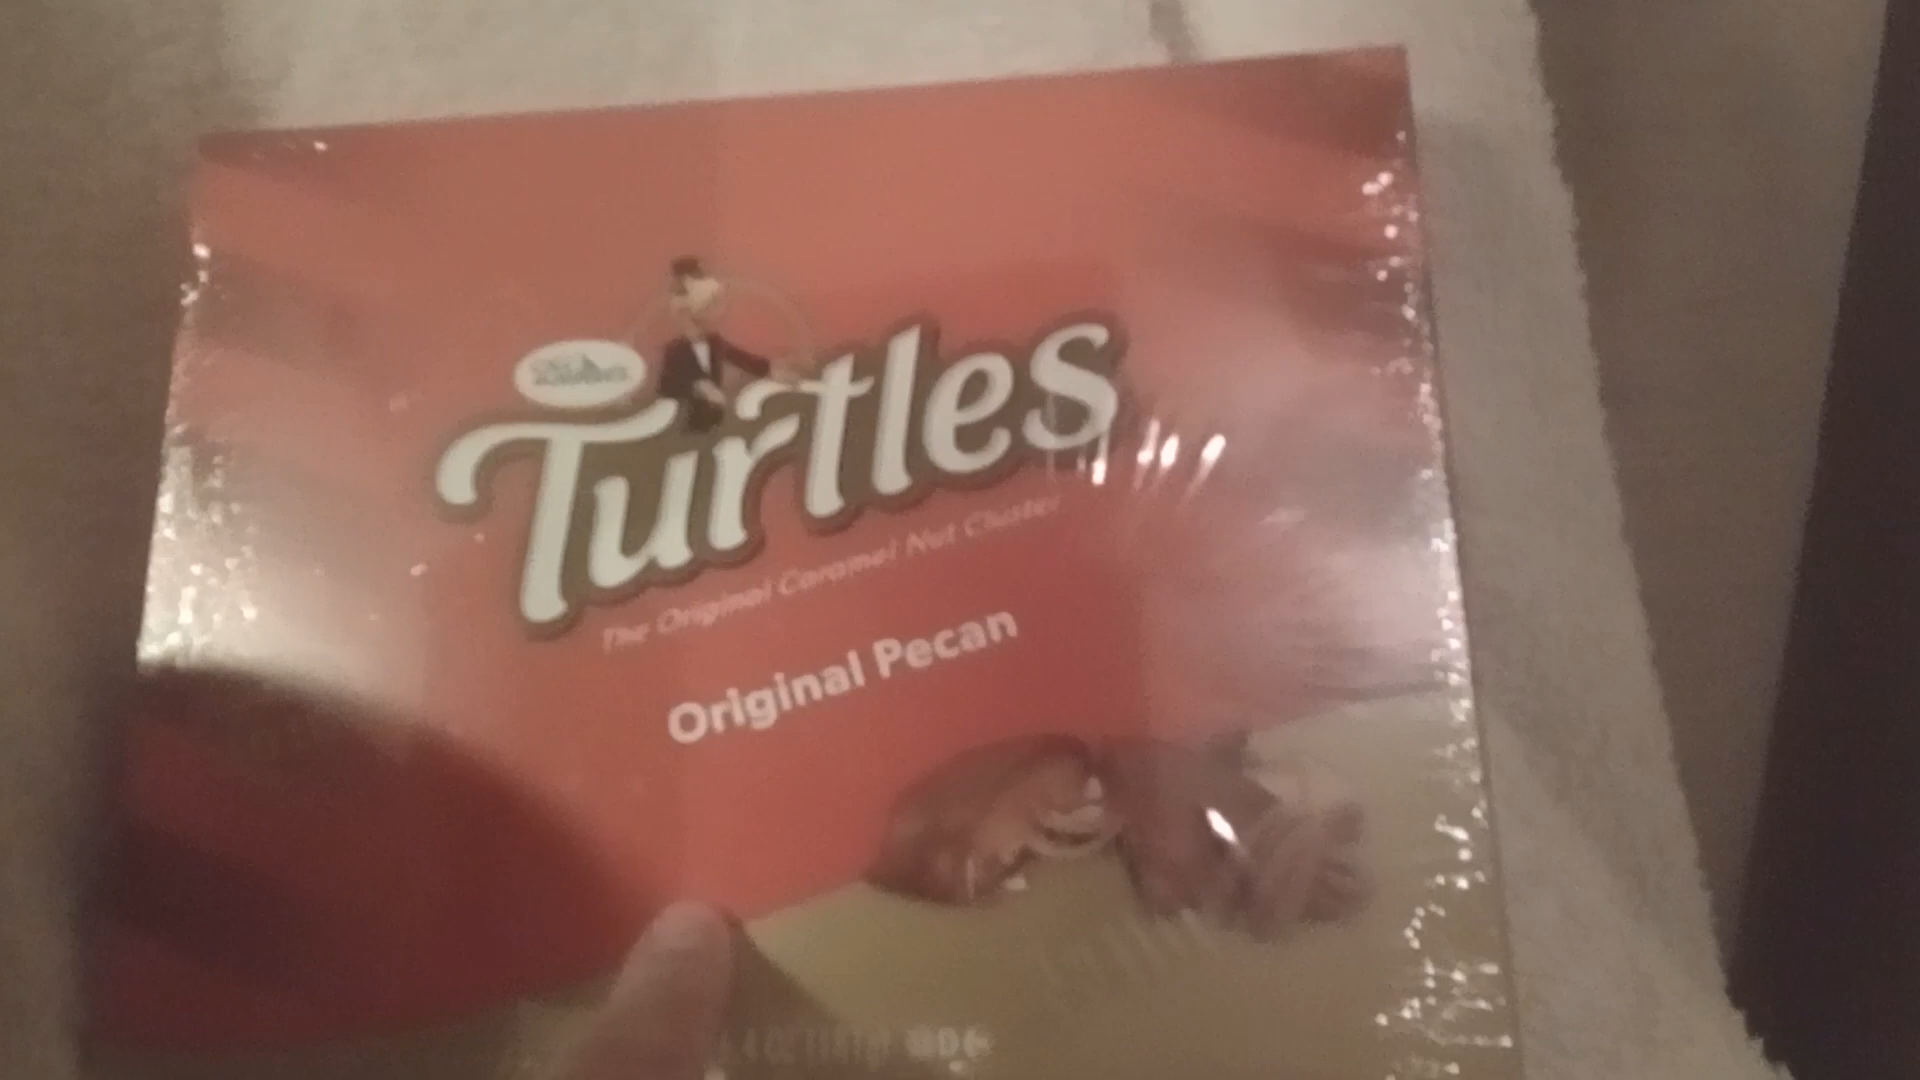 Turtles
The Original Caramel Nut Cluster
Original Pecan